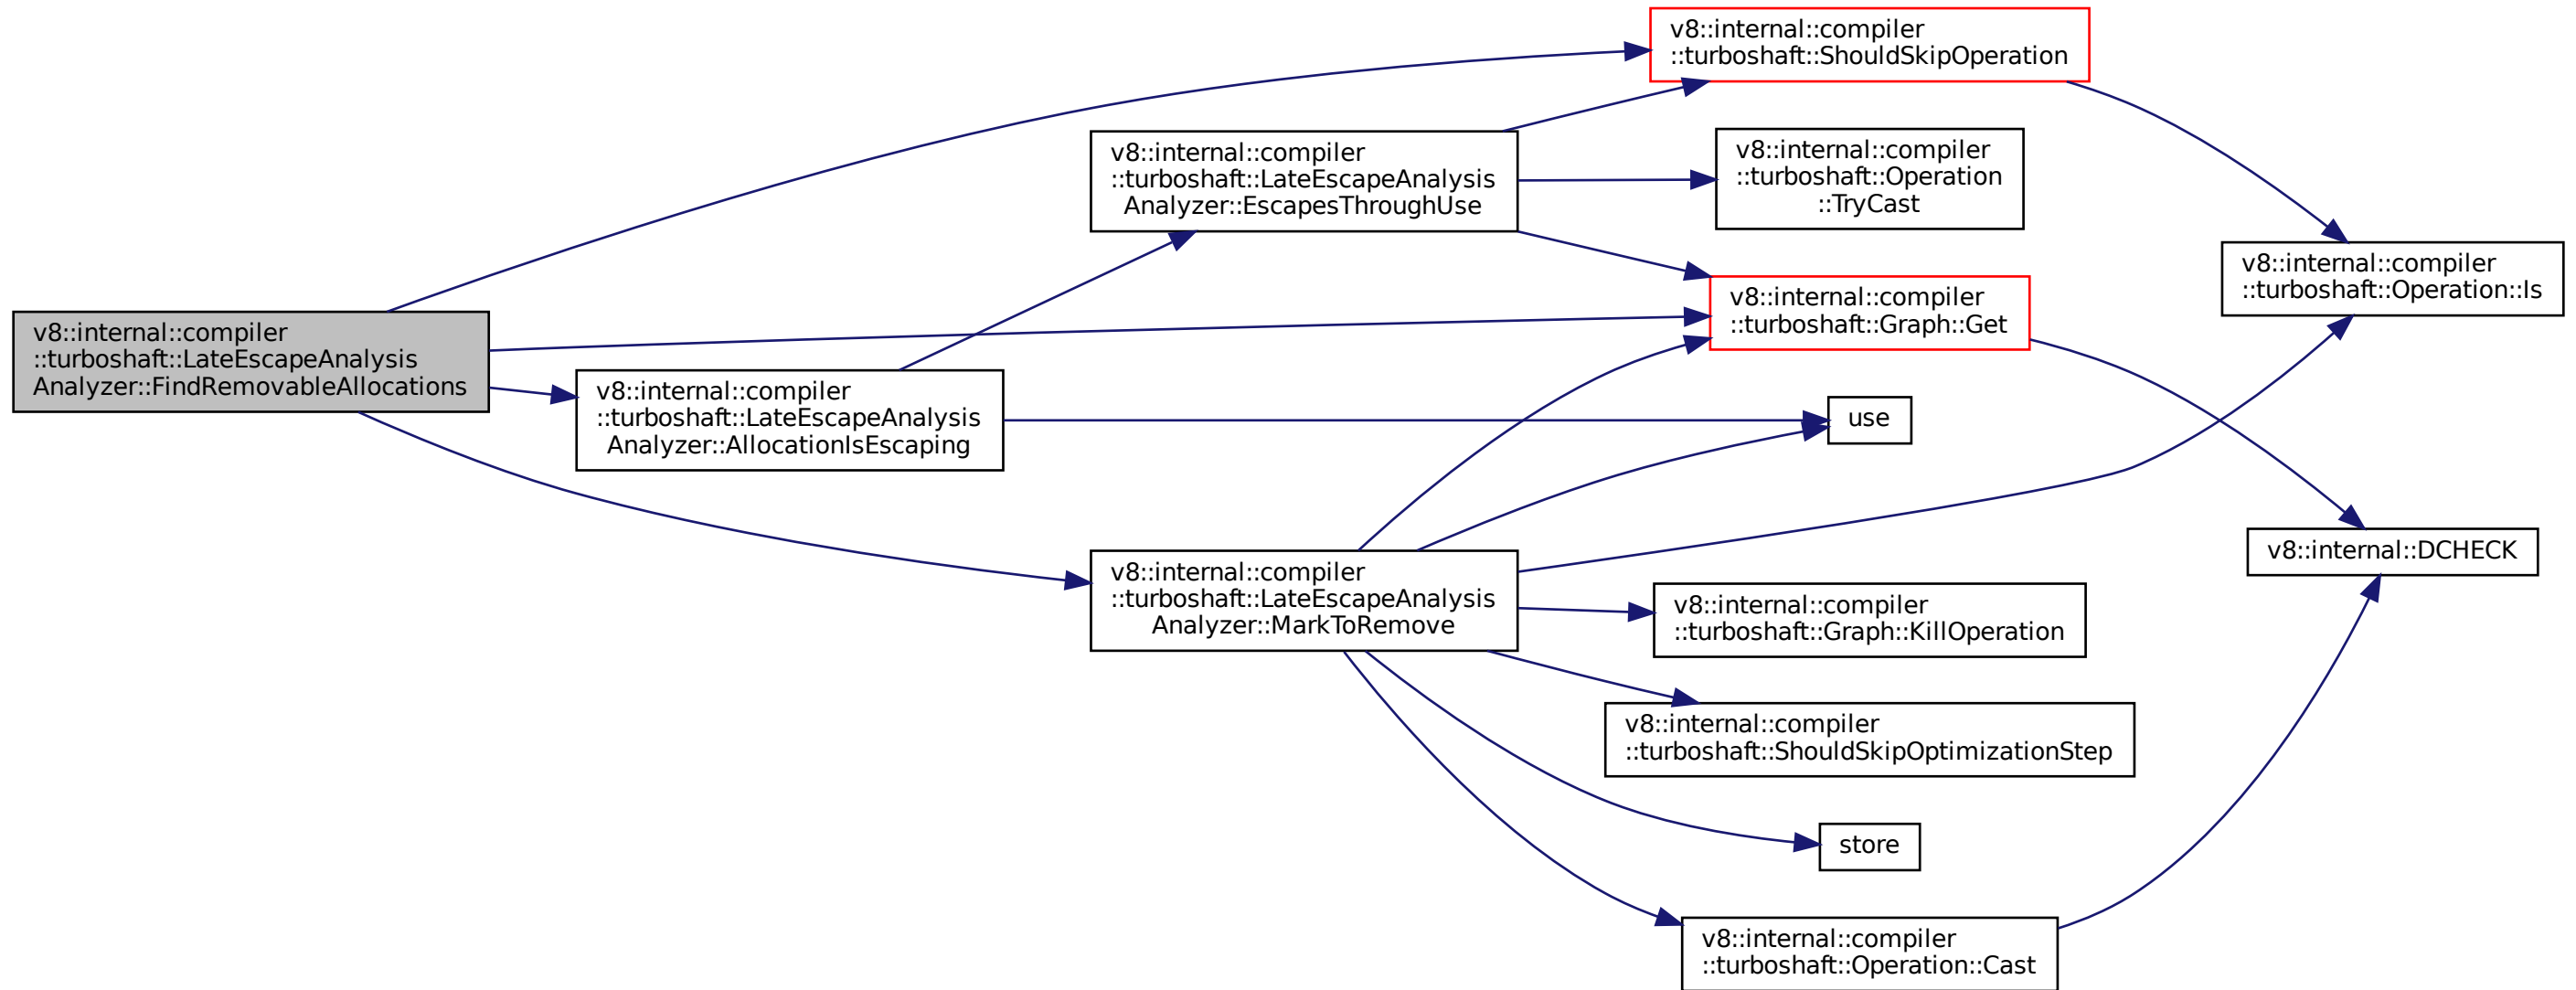 v8::internal::compiler
::turboshaft::ShouldSkipOperation
v8::internal::compiler
::turboshaft::LateEscapeAnalysis
Analyzer::EscapesThroughUse
v8::internal::compiler
::turboshaft::Operation
::TryCast
v8::internal::compiler
::turboshaft::Operation::Is
v8::internal::compiler
::turboshaft::Graph::Get
v8::internal::compiler
::turboshaft::LateEscapeAnalysis
Analyzer::FindRemovableAllocations
v8::internal::compiler
::turboshaft::LateEscapeAnalysis
Analyzer::AllocationIsEscaping
use
v8::internal::DCHECK
v8::internal::compiler
::turboshaft::LateEscapeAnalysis
Analyzer::MarkToRemove
v8::internal::compiler
::turboshaft::Graph::KillOperation
v8::internal::compiler
::turboshaft::ShouldSkipOptimizationStep
store
v8::internal::compiler
::turboshaft::Operation::Cast